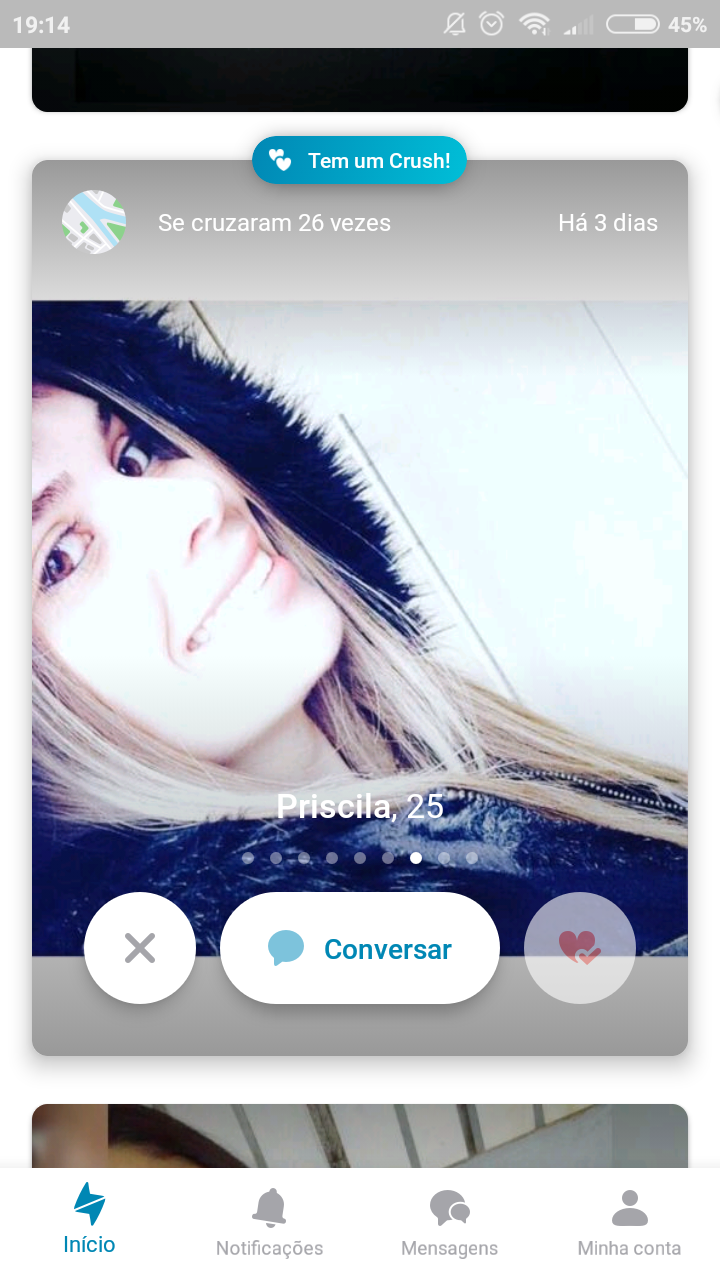 19:14
45%
Tem um Crush!
Se cruzaram 26 vezes
Há 3 dias
Priscila, 25
Conversar
Início
Notificações
Mensagens
Minha conta